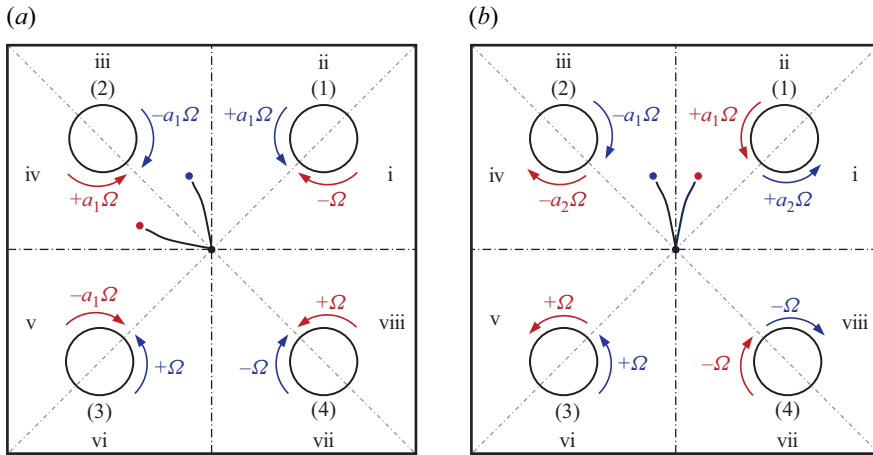 (a)
iii
ii
(2)
(1)
−a₁Ω
+a₁Ω
iv
i
+a₁Ω
−Ω
−a₁Ω
+Ω
v
viii
+Ω
−Ω
(3)
(4)
vi
vii
(b)
iii
ii
(2)
(1)
−a₁Ω
+a₁Ω
iv
i
−a₂Ω
+a₂Ω
+Ω
−Ω
v
viii
+Ω
−Ω
(3)
(4)
vi
vii